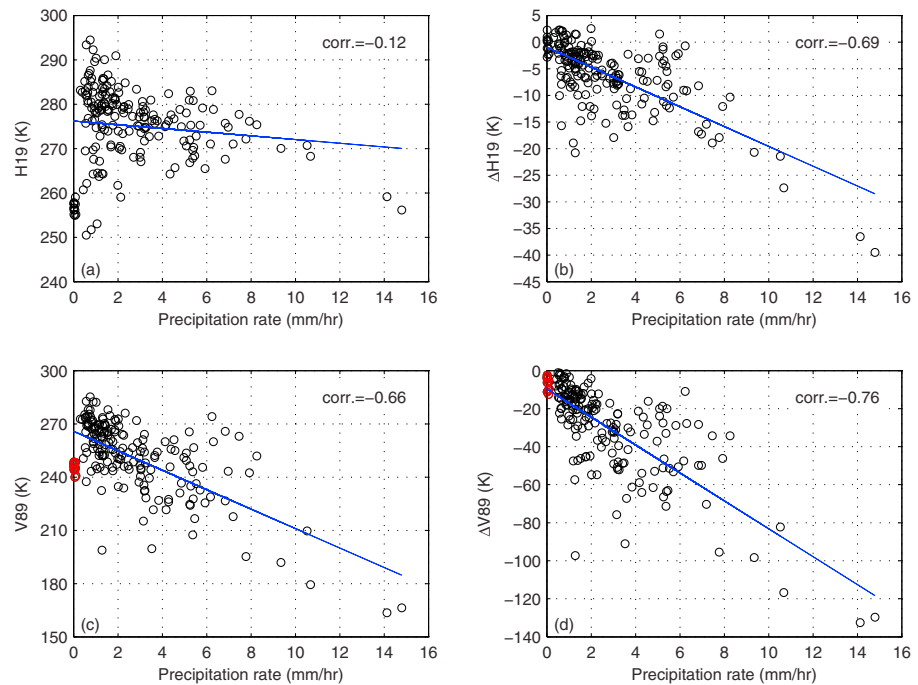 300
290
280
270
260
250
240
H19 (K)
corr.=−0.12
(a)
0 2 4 6 8 10 12 14 16
Precipitation rate (mm/hr)
5
0
−5
−10
−15
−20
−25
−30
−35
−40
−45
ΔH19 (K)
corr.=−0.69
(b)
0 2 4 6 8 10 12 14 16
Precipitation rate (mm/hr)
300
270
240
210
180
150
V89 (K)
corr.=−0.66
(c)
0 2 4 6 8 10 12 14 16
Precipitation rate (mm/hr)
0
−20
−40
−60
−80
−100
−120
−140
ΔV89 (K)
corr.=−0.76
(d)
0 2 4 6 8 10 12 14 16
Precipitation rate (mm/hr)